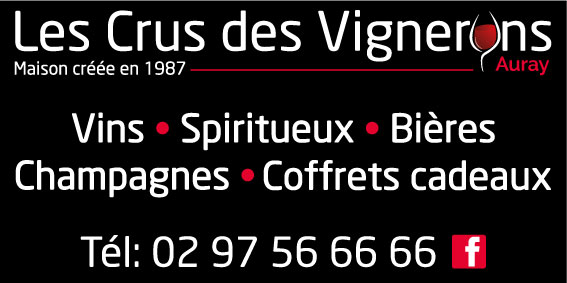 Les Crus des Vignerons
Maison créée en 1987
Auray
Vins • Spiritueux • Bières
Champagnes • Coffrets cadeaux
Tél: 02 97 56 66 66 f